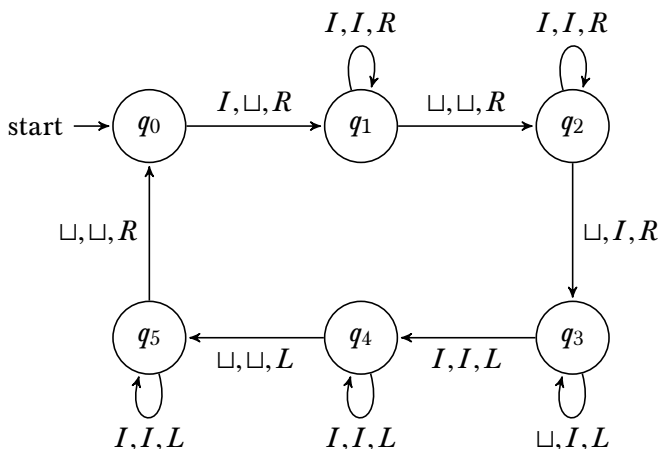 I, I, R
I, I, R
start
q₀
I, ⊔, R
q₁
⊔, ⊔, R
q₂
⊔, ⊔, R
⊔, I, R
q₅
⊔, ⊔, L
q₄
I, I, L
q₃
I, I, L
I, I, L
⊔, I, L